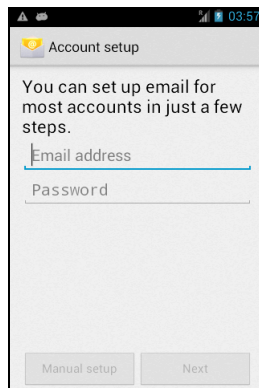 R 03:57
Account setup
You can set up email for
most accounts in just a few
steps.
Email address
Password
Manual setup Next